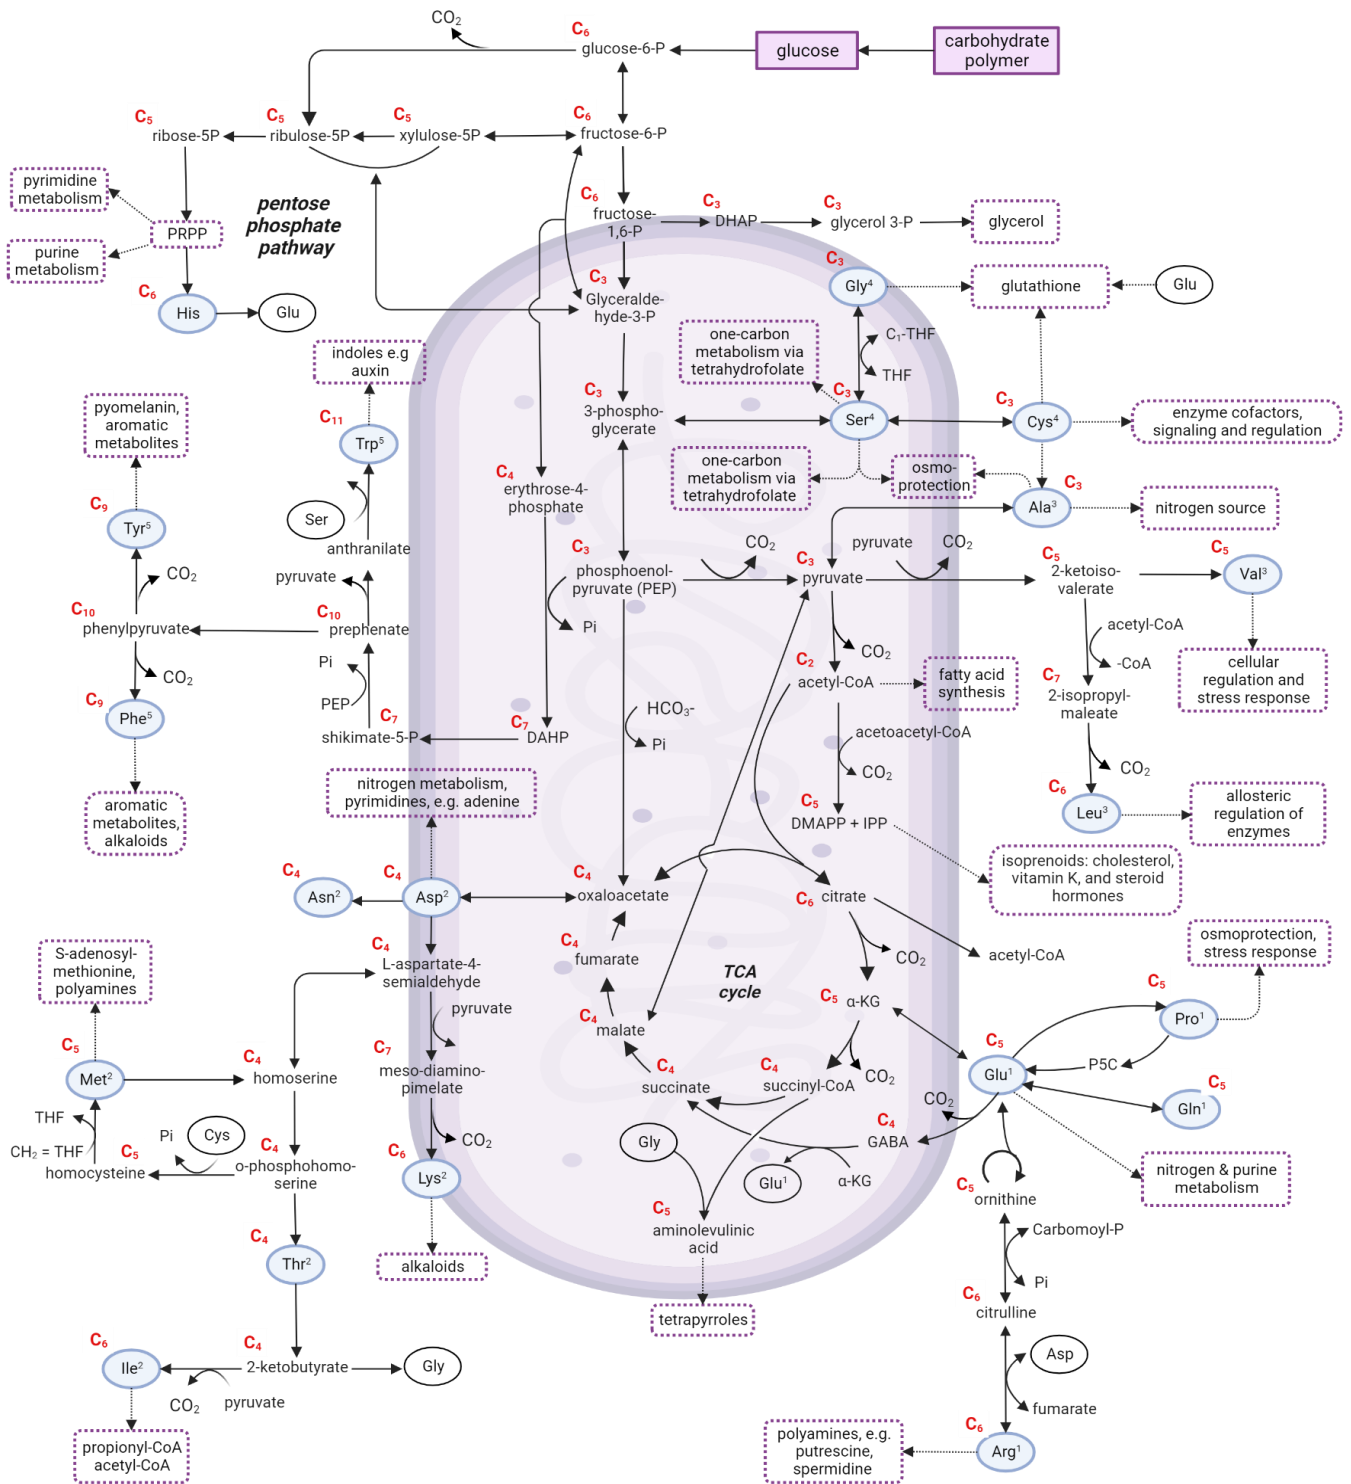 CO₂
C₆
glucose-6-P
glucose
carbohydrate
polymer
C₅
ribose-5P
C₅
ribulose-5P
C₅
xylulose-5P
C₆
fructose-6-P
pyrimidine
metabolism
PRPP
purine
metabolism
pentose
phosphate
pathway
C₆
fructose-
1,6-P
C₃
DHAP
C₃
glycerol 3-P
glycerol
C₆
His
Glu
C₃
Glyceralde-
hyde-3-P
C₃
Gly⁴
glutathione
Glu
one-carbon
metabolism via
tetrahydrofolate
C₁-THF
THF
indoles e.g
auxin
pyomelanin,
aromatic
metabolites
C₁₁
Trp⁵
C₃
3-phospho-
glycerate
C₃
Ser⁴
C₃
Cys⁴
enzyme cofactors,
signaling and regulation
one-carbon
metabolism via
tetrahydrofolate
osmo-
protection
C₃
Ala³
nitrogen source
C₄
erythrose-4-
phosphate
C₉
Tyr⁵
Ser
anthranilate
pyruvate
CO₂
C₃
phosphoenol-
pyruvate (PEP)
Pi
CO₂
C₃
pyruvate
pyruvate
CO₂
C₅
2-ketoiso-
valerate
C₅
Val³
C₁₀
phenylpyruvate
C₁₀
prephenate
CO₂
Pi
PEP
C₇
shikimate-5-P
C₇
DAHP
C₉
Phe⁵
aromatic
metabolites,
alkaloids
HCO₃-
Pi
CO₂
C₂
acetyl-CoA
fatty acid
synthesis
acetyl-CoA
-CoA
C₇
2-isopropyl-
maleate
cellular
regulation and
stress response
acetoacetyl-CoA
CO₂
C₅
DMAPP + IPP
CO₂
C₆
Leu³
allosteric
regulation of
enzymes
isoprenoids: cholesterol,
vitamin K, and steroid
hormones
nitrogen metabolism,
pyrimidines, e.g. adenine
C₄
Asn²
C₄
Asp²
C₄
oxaloacetate
C₆
citrate
CO₂
acetyl-CoA
osmoprotection,
stress response
S-adenosyl-
methionine,
polyamines
C₄
L-aspartate-4-
semialdehyde
pyruvate
C₄
fumarate
TCA
cycle
C₅
α-KG
C₄
malate
C₅
Pro¹
P5C
C₅
Glu¹
C₅
Gln¹
C₅
Met²
C₄
homoserine
C₇
meso-diamino-
pimelate
CO₂
C₄
succinate
C₄
succinyl-CoA
CO₂
CO₂
C₄
GABA
THF
CH₂ = THF
C₅
homocysteine
Pi
Cys
C₄
o-phosphohomo-
serine
C₆
Lys²
alkaloids
Gly
Glu¹
α-KG
C₅
aminolevulinic
acid
tetrapyrroles
nitrogen & purine
metabolism
C₅
ornithine
Carbomoyl-P
Pi
C₆
citrulline
C₄
Thr²
C₆
Ile²
C₄
2-ketobutyrate
Gly
CO₂
pyruvate
propionyl-CoA
acetyl-CoA
Asp
fumarate
C₆
Arg¹
polyamines, e.g.
putrescine,
spermidine